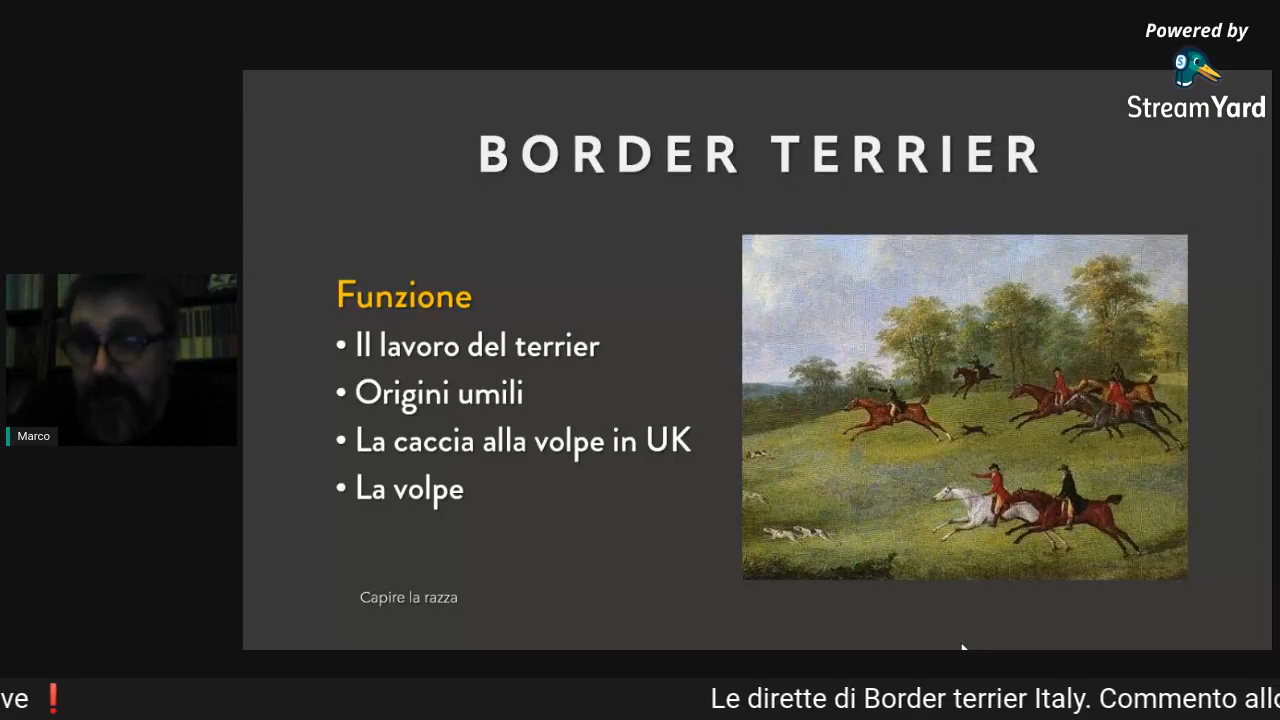 Powered by
StreamYard
BORDER TERRIER
Funzione
• Il lavoro del terrier
• Origini umili
• La caccia alla volpe in UK
• La volpe
Capire la razza
Marco
ve ❗
Le dirette di Border terrier Italy. Commento allo